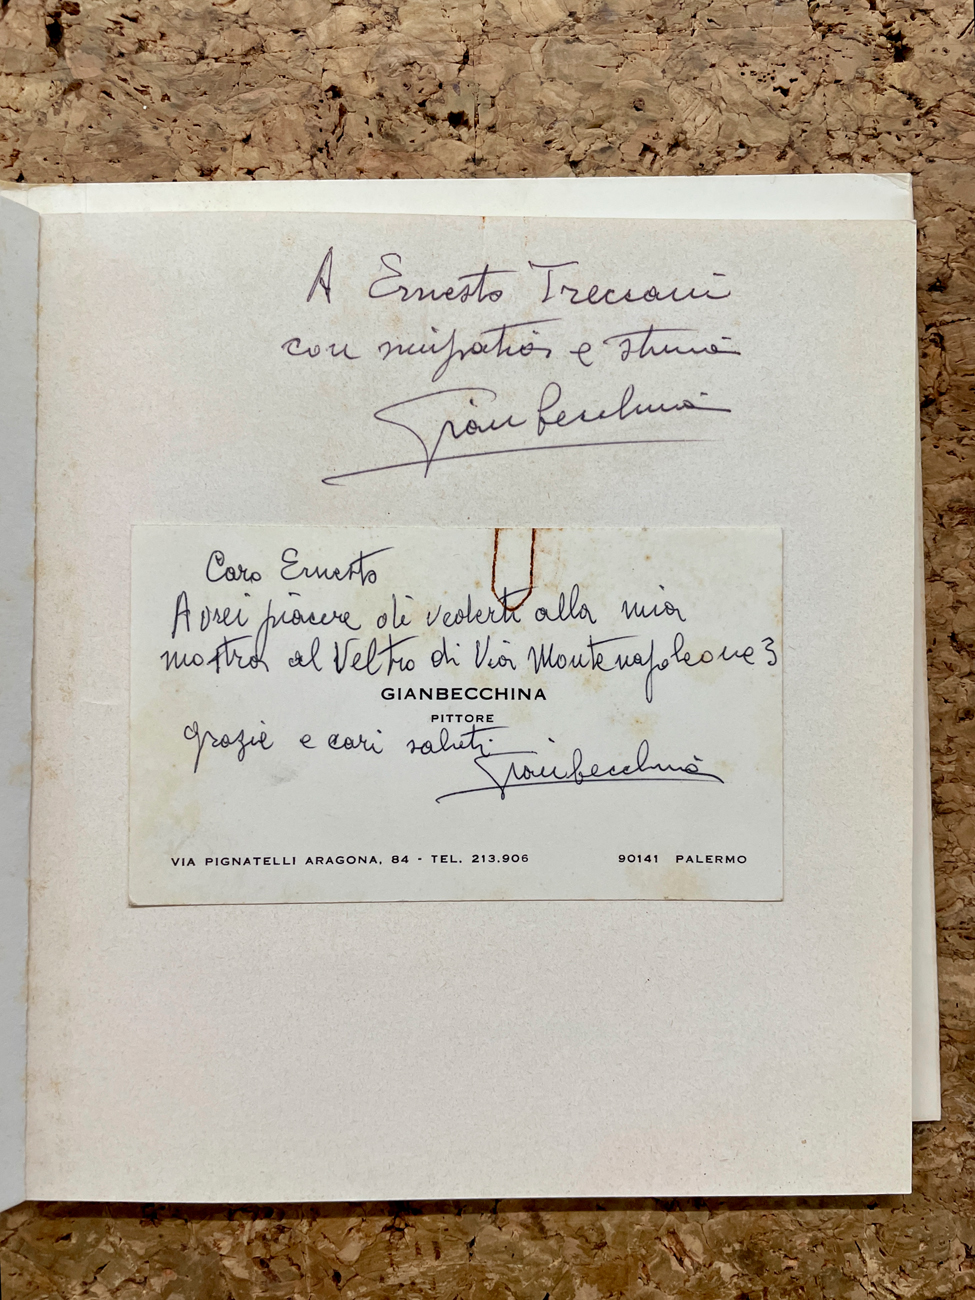 A Ernesto Treccani
con simpatia e stima
Gianbecchina
Caro Ernesto
Avrei piacere di vederti alla mia
mostra al Veltro di Via Montenapoleone 3
GIANBECCHINA
PITTORE
grazie e cari saluti
Gianbecchina
VIA PIGNATELLI ARAGONA, 84 - TEL. 213.906 90141 PALERMO